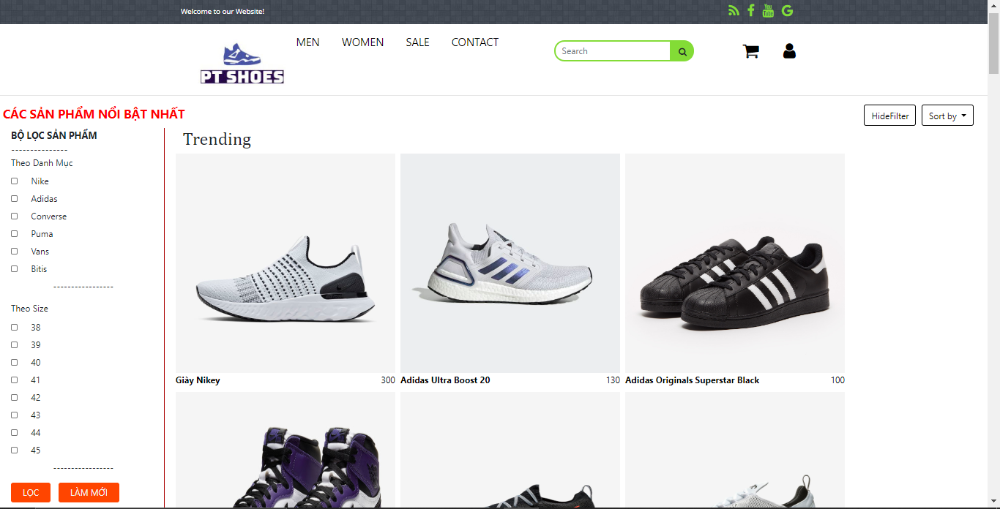 Welcome to our Website!
MEN WOMEN SALE CONTACT
Search
PT SHOES
CÁC SẢN PHẨM NỔI BẬT NHẤT
HideFilter
Sort by
BỘ LỌC SẢN PHẨM
---------------
Theo Danh Mục
Nike
Adidas
Converse
Puma
Vans
Bitis
-----------------
Theo Size
38
39
40
41
42
43
44
45
-----------------
LỌC
LÀM MỚI
Trending
Giày Nikey 300
Adidas Ultra Boost 20 130
Adidas Originals Superstar Black 100